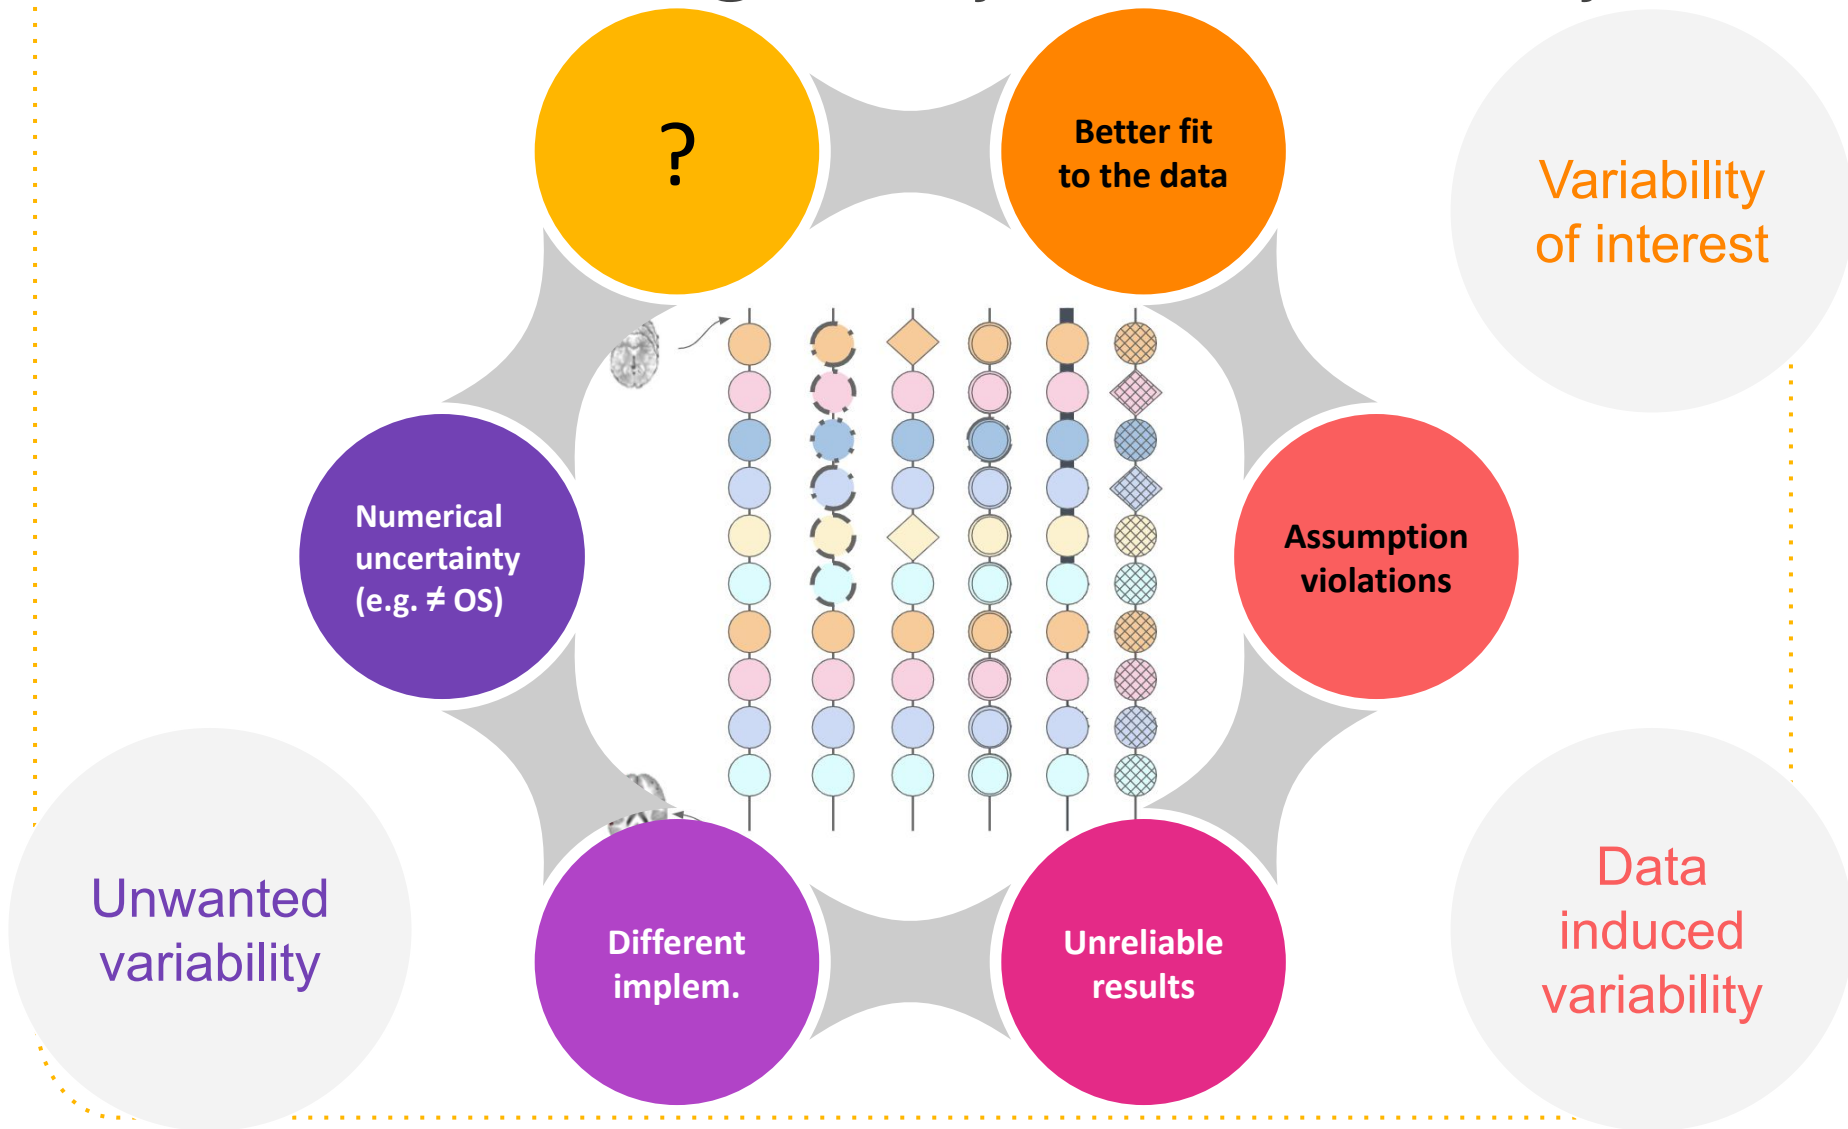 ?
Better fit
to the data
Variability
of interest
Numerical
uncertainty
(e.g. ≠ OS)
Assumption
violations
Unwanted
variability
Different
implem.
Unreliable
results
Data
induced
variability